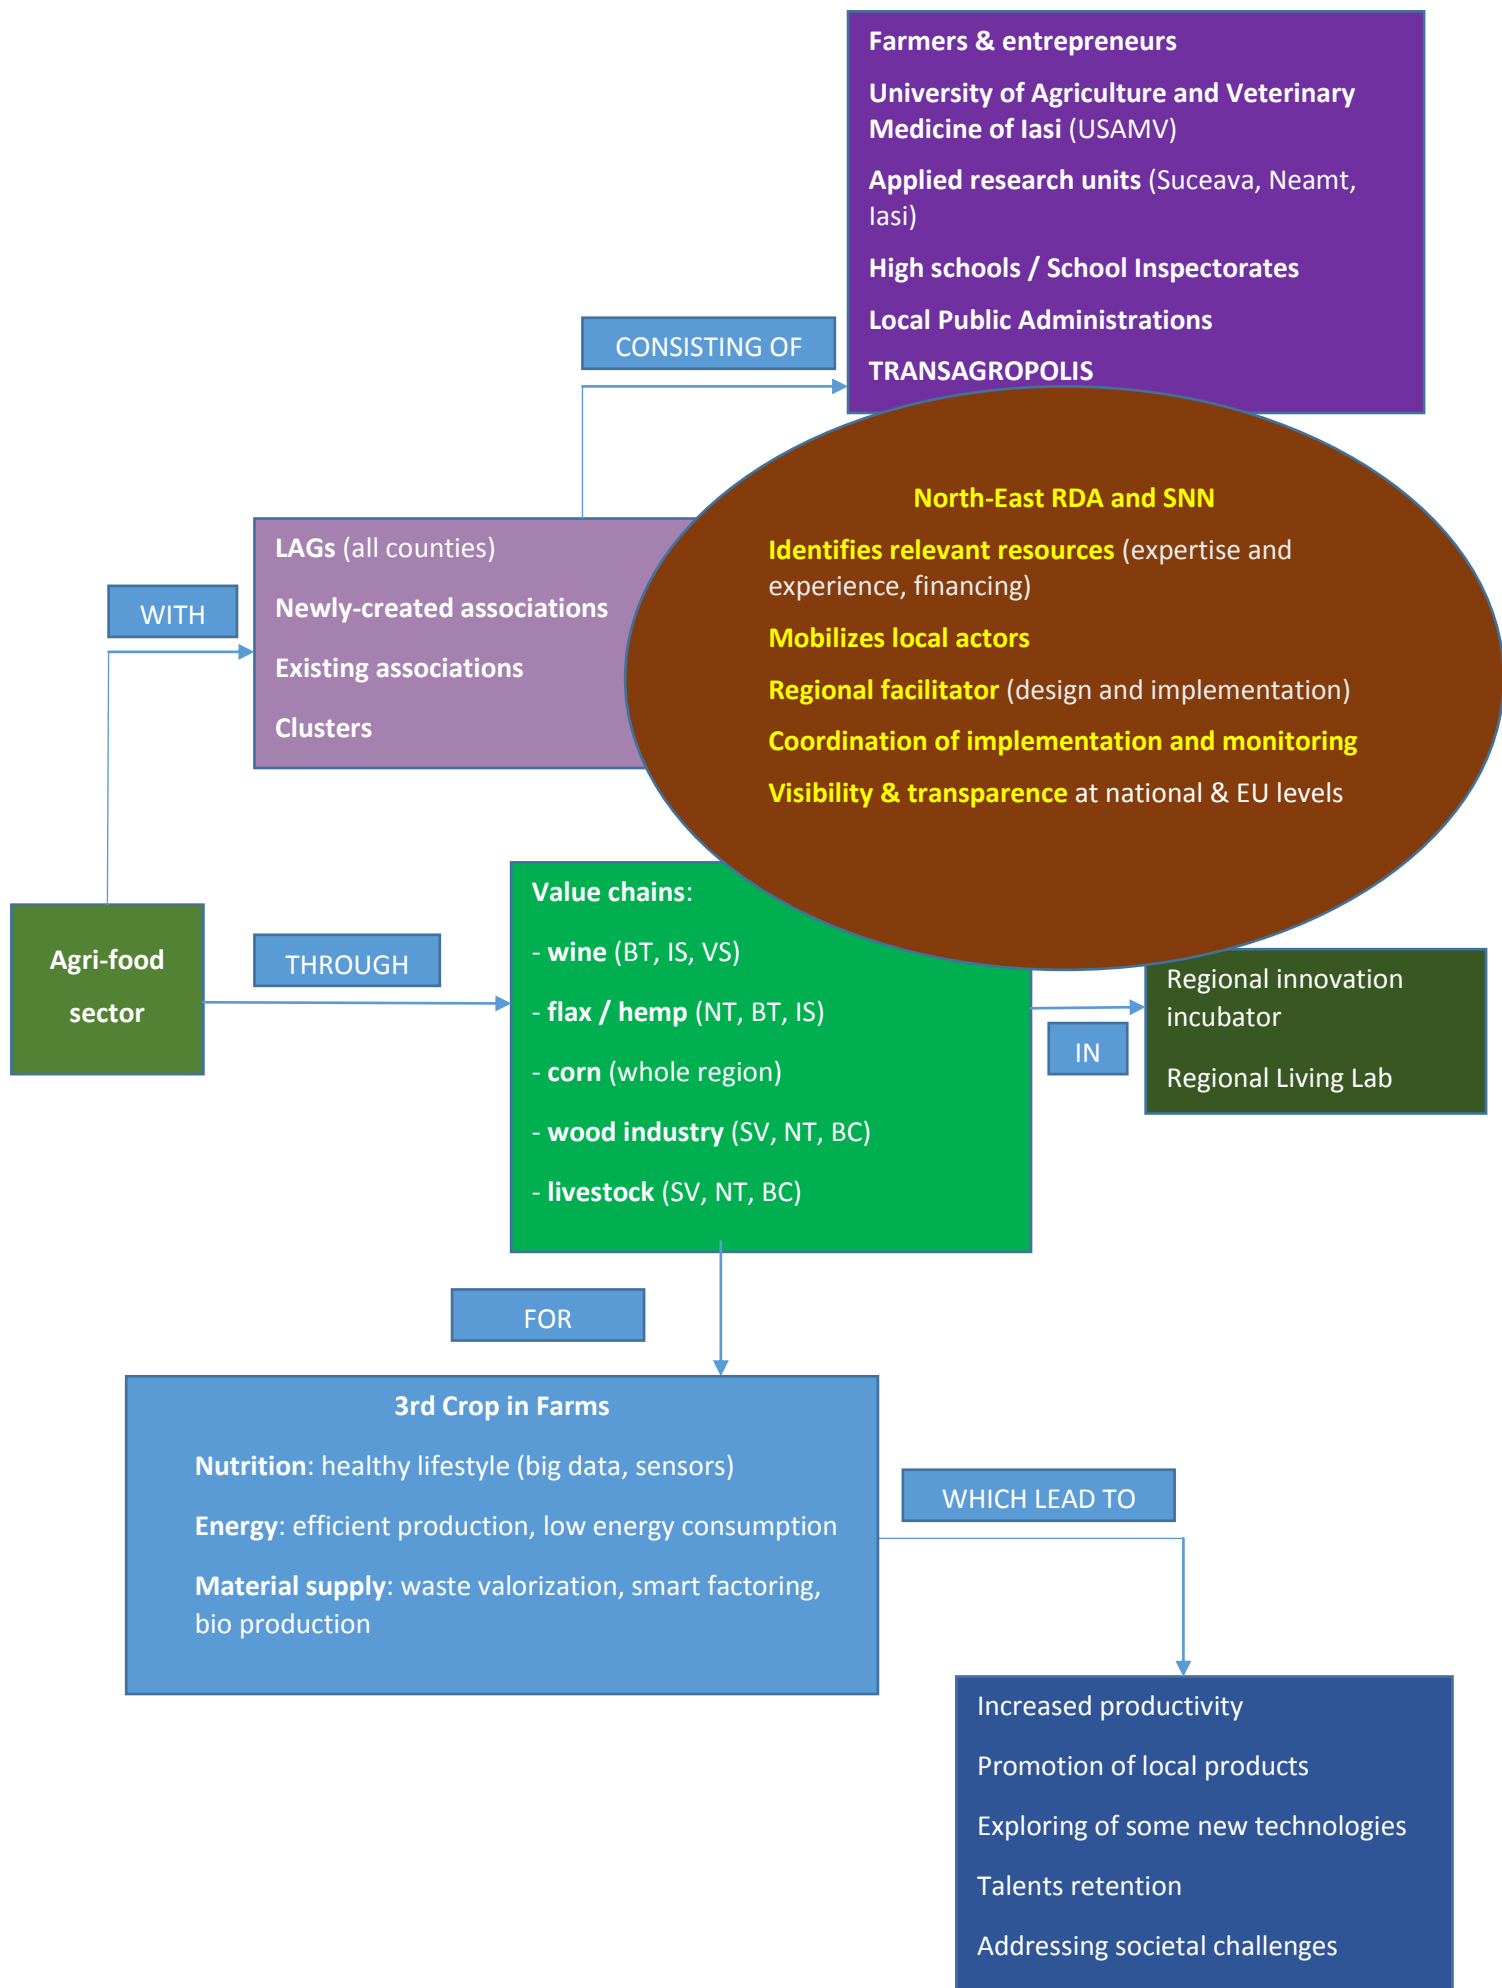 Farmers & entrepreneurs
University of Agriculture and Veterinary
Medicine of Iasi (USAMV)
Applied research units (Suceava, Neamt,
Iasi)
High schools / School Inspectorates
Local Public Administrations
TRANSAGROPOLIS
CONSISTING OF
North-East RDA and SNN
Identifies relevant resources (expertise and
experience, financing)
Mobilizes local actors
Regional facilitator (design and implementation)
Coordination of implementation and monitoring
Visibility & transparence at national & EU levels
LAGs (all counties)
Newly-created associations
Existing associations
Clusters
WITH
Agri-food
sector
THROUGH
Value chains:
- wine (BT, IS, VS)
- flax / hemp (NT, BT, IS)
- corn (whole region)
- wood industry (SV, NT, BC)
- livestock (SV, NT, BC)
IN
Regional innovation
incubator
Regional Living Lab
FOR
3rd Crop in Farms
Nutrition: healthy lifestyle (big data, sensors)
Energy: efficient production, low energy consumption
Material supply: waste valorization, smart factoring,
bio production
WHICH LEAD TO
Increased productivity
Promotion of local products
Exploring of some new technologies
Talents retention
Addressing societal challenges